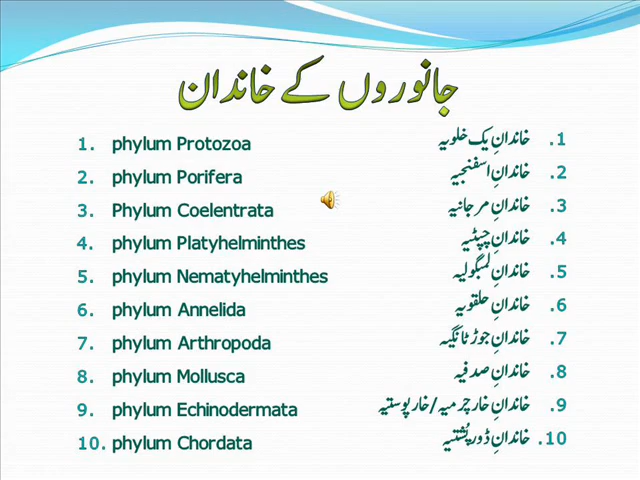 جانوروں کے خاندان
1. phylum Protozoa
2. phylum Porifera
3. Phylum Coelentrata
4. phylum Platyhelminthes
5. phylum Nematyhelminthes
6. phylum Annelida
7. phylum Arthropoda
8. phylum Mollusca
9. phylum Echinodermata
10. phylum Chordata
1. خاندانِ یک خلویہ
2. خاندانِ اسفنجیہ
3. خاندانِ مرجانیہ
4. خاندانِ چپٹیہ
5. خاندانِ لمبگولیہ
6. خاندانِ حلقویہ
7. خاندانِ جوڑ ٹانگیہ
8. خاندانِ صدفیہ
9. خاندانِ خارچرمیہ/خارپوستیہ
10. خاندانِ ڈورپشتیہ